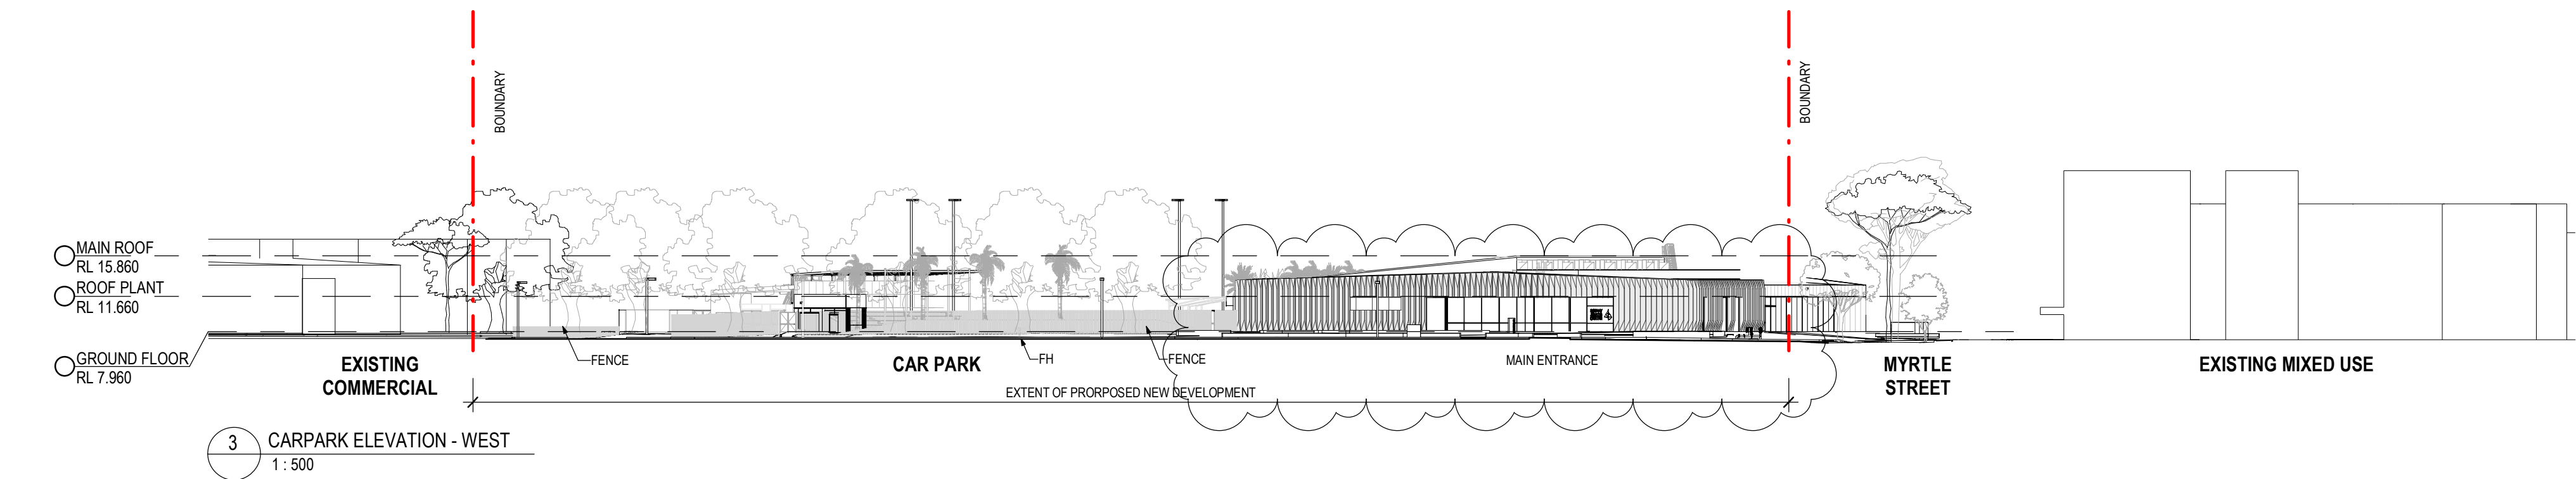 BOUNDARY
BOUNDARY
MAIN ROOF
RL 15.860
ROOF PLANT
RL 11.660
GROUND FLOOR
RL 7.960
EXISTING
COMMERCIAL
FENCE
CAR PARK
FH
FENCE
MAIN ENTRANCE
MYRTLE
STREET
EXISTING MIXED USE
EXTENT OF PRORPOSED NEW DEVELOPMENT
3
CARPARK ELEVATION - WEST
1 : 500